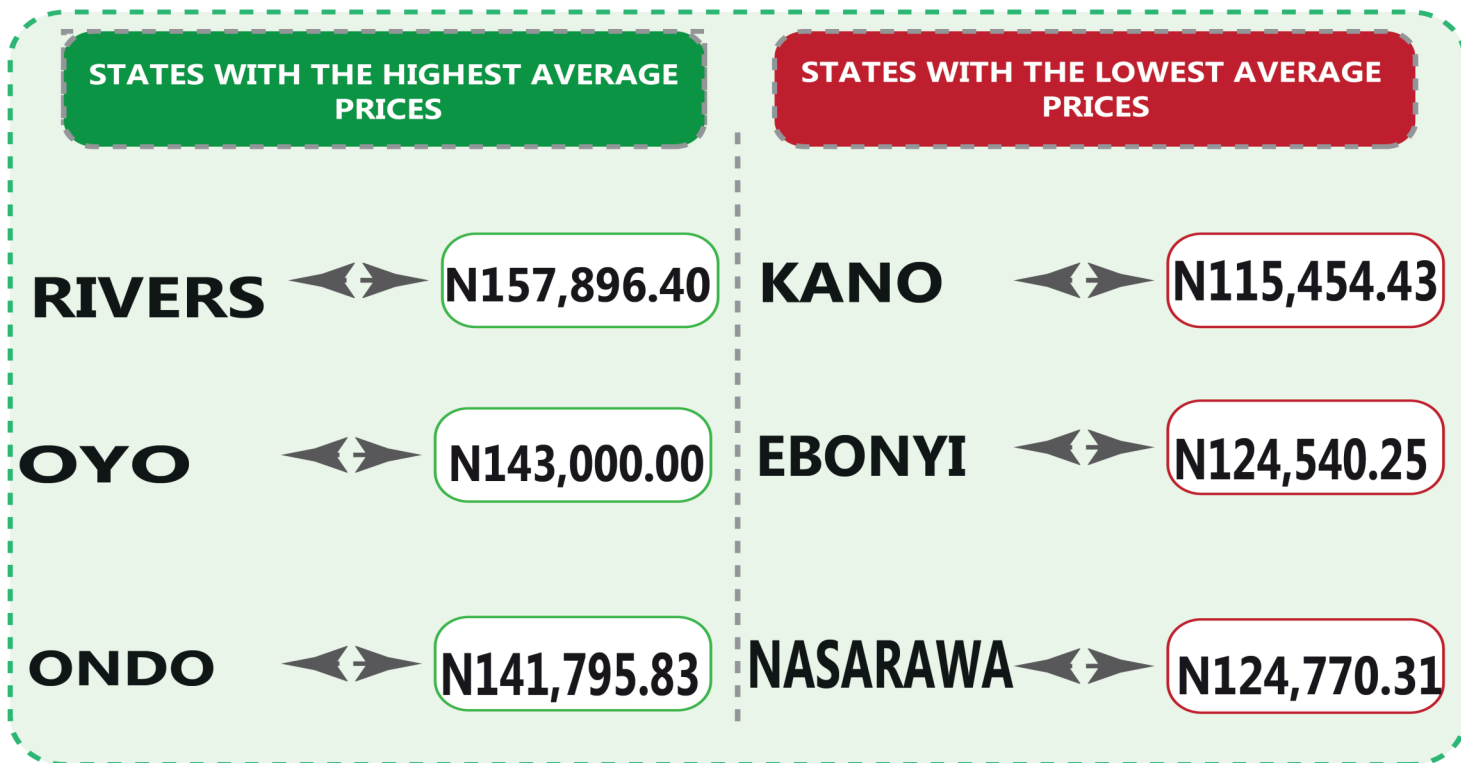 STATES WITH THE HIGHEST AVERAGE
PRICES
RIVERS
N157,896.40
OYO
N143,000.00
ONDO
N141,795.83
STATES WITH THE LOWEST AVERAGE
PRICES
KANO
N115,454.43
EBONYI
N124,540.25
NASARAWA
N124,770.31